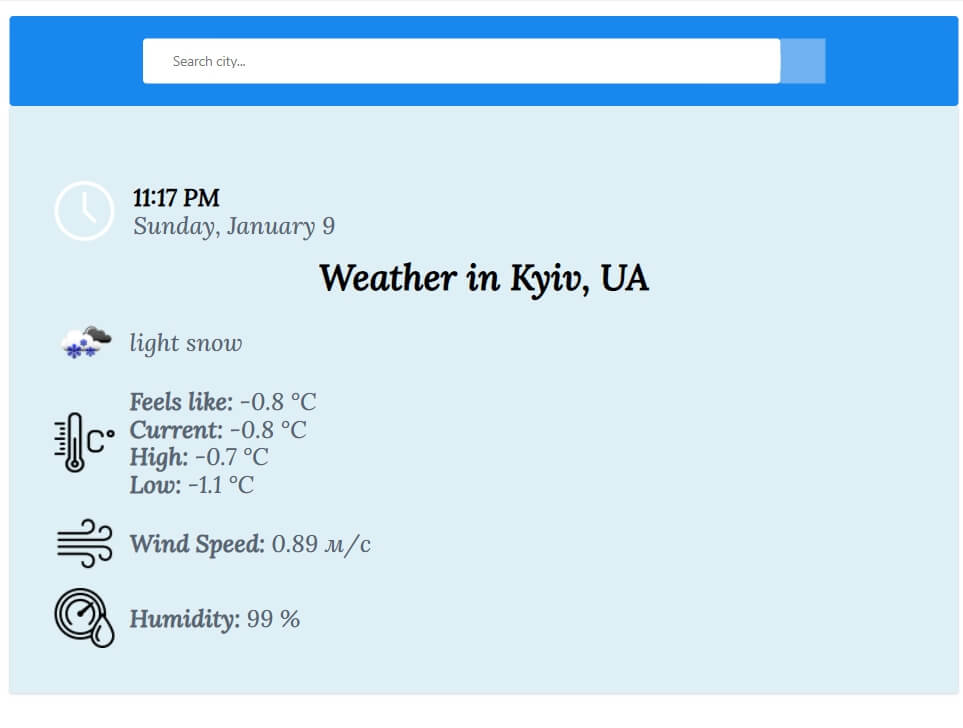 Search city...
11:17 PM
Sunday, January 9
Weather in Kyiv, UA
light snow
Feels like: -0.8 °C
C°
Current: -0.8 °C
High: -0.7 °C
Low: -1.1 °C
Wind Speed: 0.89 м/с
Humidity: 99 %